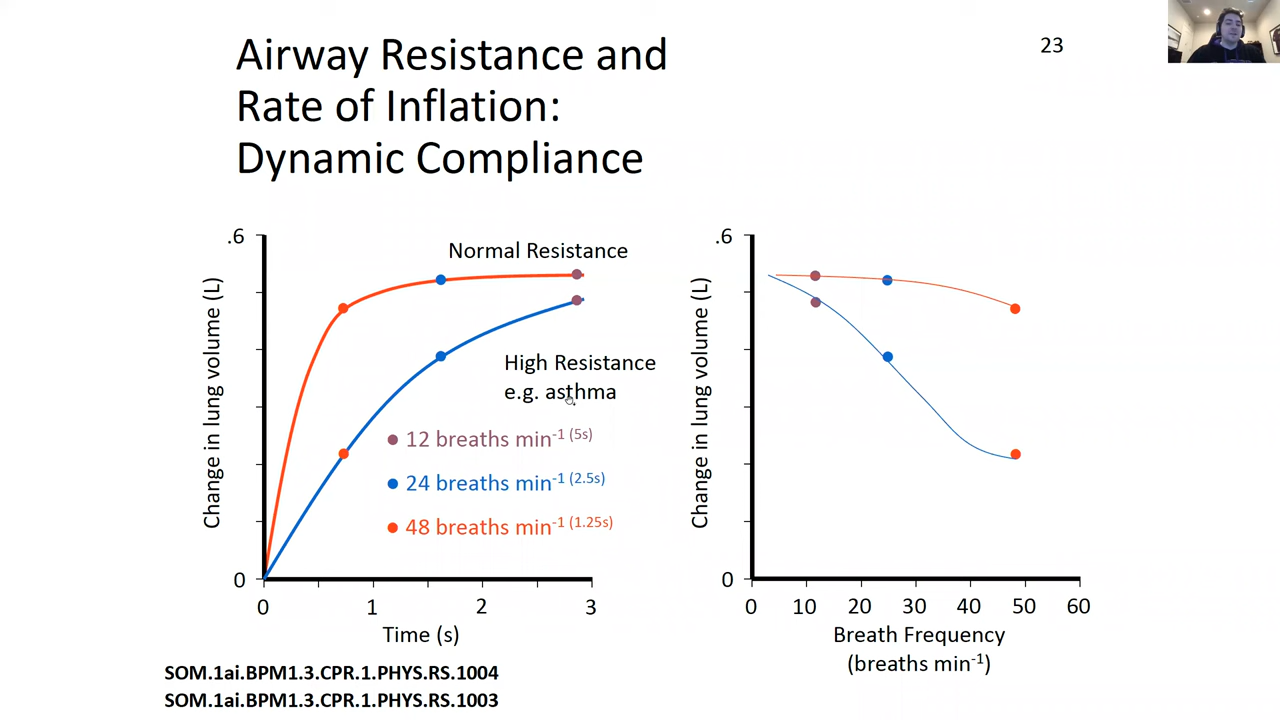 Airway Resistance and
Rate of Inflation:
Dynamic Compliance
23
.6
Change in lung volume (L)
0
Normal Resistance
High Resistance
e.g. asthma
12 breaths min-1 (5s)
24 breaths min-1 (2.5s)
48 breaths min-1 (1.25s)
0 1 2 3
Time (s)
.6
Change in lung volume (L)
0
0 10 20 30 40 50 60
Breath Frequency
(breaths min-1)
SOM.1ai.BPM1.3.CPR.1.PHYS.RS.1004
SOM.1ai.BPM1.3.CPR.1.PHYS.RS.1003